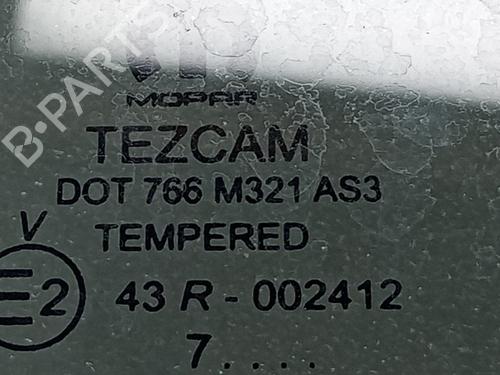 B-PARTS
MOPAR
TEZCAM
DOT 766 M321 AS3
V
TEMPERED
E2
43 R - 002412
7....